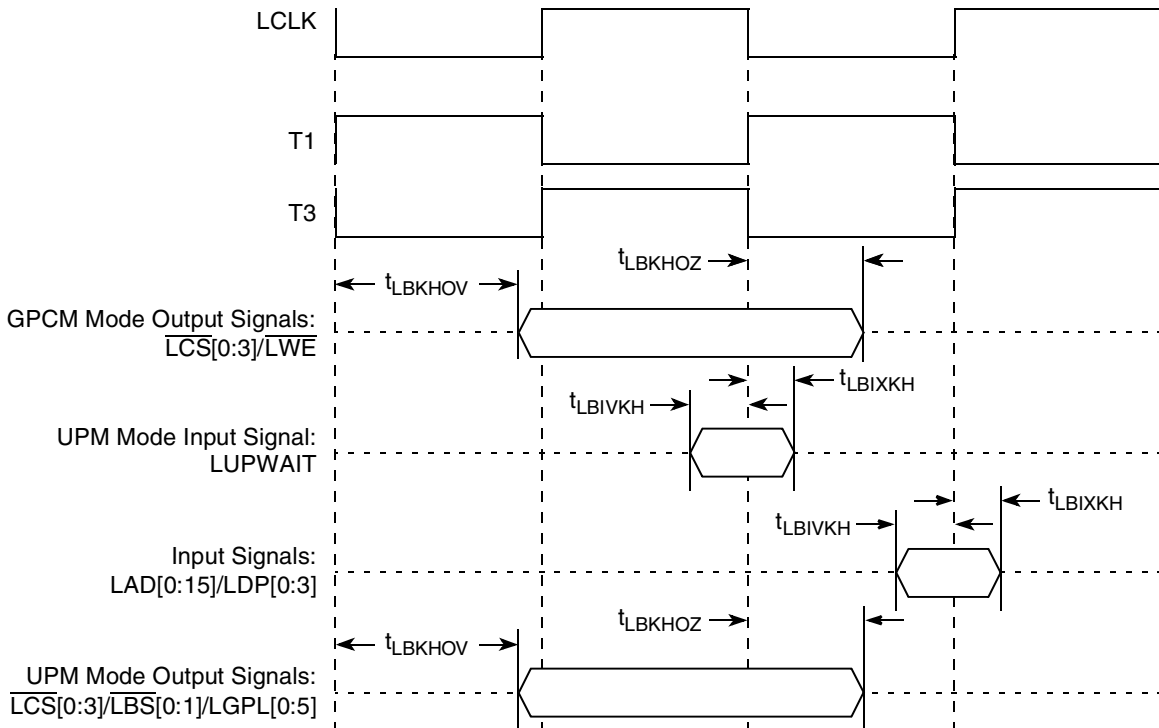 LCLK
T1
T3
tLBKHOZ
tLBKHOV
GPCM Mode Output Signals:
LCS[0:3]/LWE
tLBIXKH
tLBIVKH
UPM Mode Input Signal:
LUPWAIT
tLBIXKH
tLBIVKH
Input Signals:
LAD[0:15]/LDP[0:3]
tLBKHOZ
tLBKHOV
UPM Mode Output Signals:
LCS[0:3]/LBS[0:1]/LGPL[0:5]